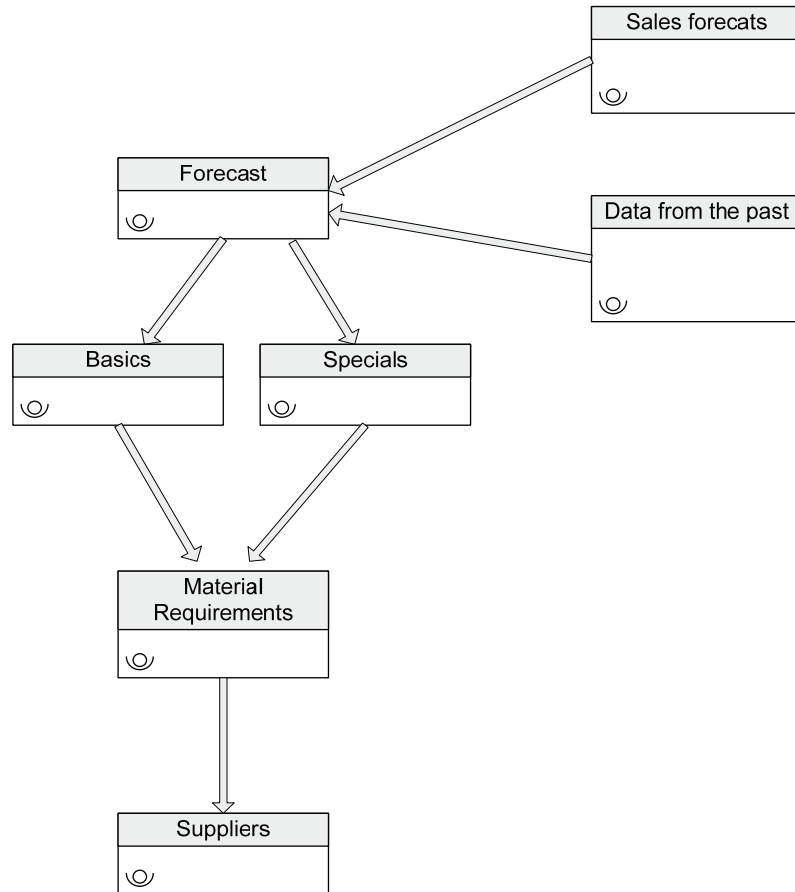 Sales forecats
Forecast
Data from the past
Basics
Specials
Material
Requirements
Suppliers